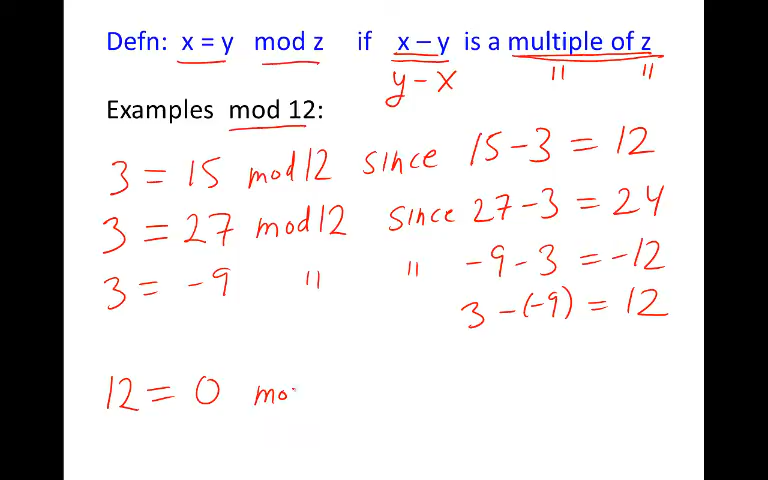 Defn: x = y mod z if x – y is a multiple of z
y – x " "
Examples mod 12:
3 = 15 mod 12 since 15 – 3 = 12
3 = 27 mod 12 since 27 – 3 = 24
3 = -9 " " -9 – 3 = -12
3 – (-9) = 12
12 = 0 mo